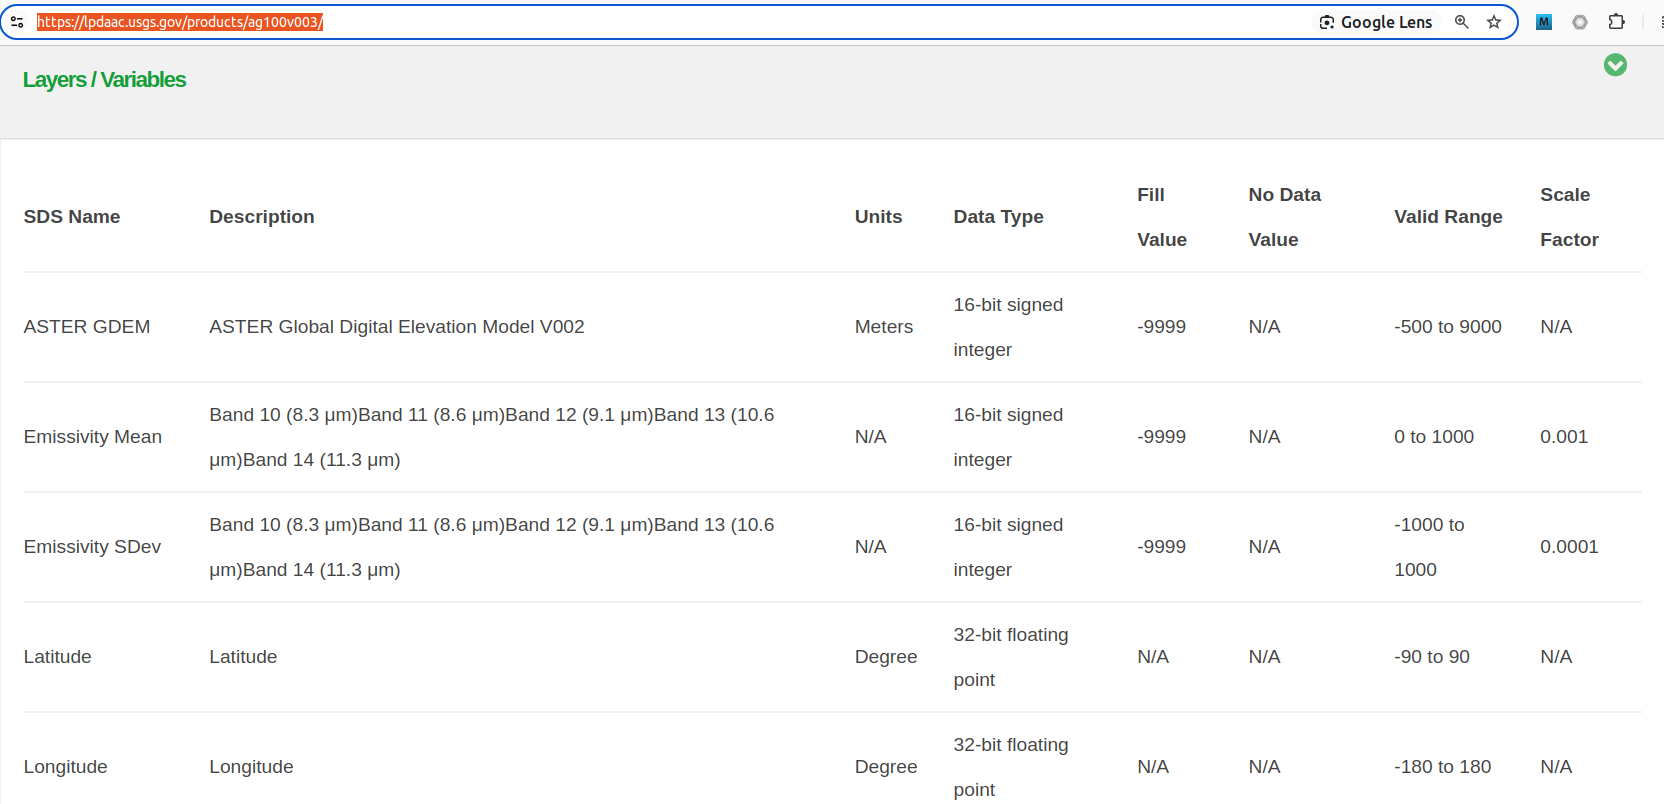 https://lpdaac.usgs.gov/products/ag100v003/ Google Lens M
Layers / Variables
SDS Name Description Units Data Type Fill Value No Data Value Valid Range Scale Factor
ASTER GDEM ASTER Global Digital Elevation Model V002 Meters 16-bit signed integer -9999 N/A -500 to 9000 N/A
Emissivity Mean Band 10 (8.3 μm)Band 11 (8.6 μm)Band 12 (9.1 μm)Band 13 (10.6 μm)Band 14 (11.3 μm) N/A 16-bit signed integer -9999 N/A 0 to 1000 0.001
Emissivity SDev Band 10 (8.3 μm)Band 11 (8.6 μm)Band 12 (9.1 μm)Band 13 (10.6 μm)Band 14 (11.3 μm) N/A 16-bit signed integer -9999 N/A -1000 to 1000 0.0001
Latitude Latitude Degree 32-bit floating point N/A N/A -90 to 90 N/A
Longitude Longitude Degree 32-bit floating point N/A N/A -180 to 180 N/A